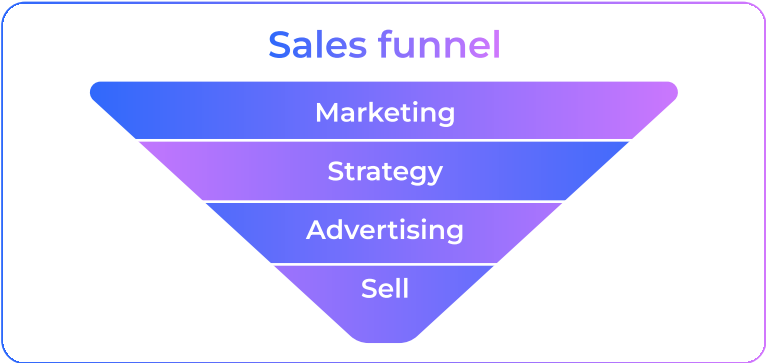 Sales funnel
Marketing
Strategy
Advertising
Sell